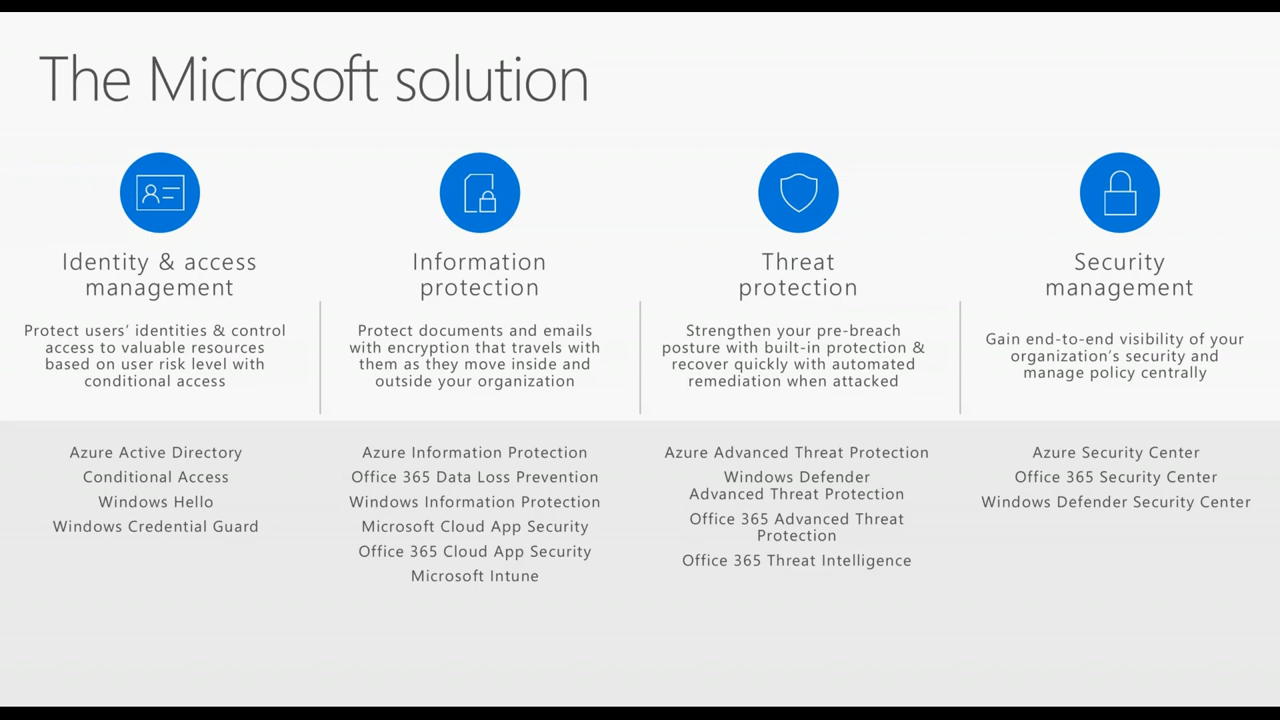 The Microsoft solution
Identity & access
management
Protect users’ identities & control
access to valuable resources
based on user risk level with
conditional access
Azure Active Directory
Conditional Access
Windows Hello
Windows Credential Guard
Information
protection
Protect documents and emails
with encryption that travels with
them as they move inside and
outside your organization
Azure Information Protection
Office 365 Data Loss Prevention
Windows Information Protection
Microsoft Cloud App Security
Office 365 Cloud App Security
Microsoft Intune
Threat
protection
Strengthen your pre-breach
posture with built-in protection &
recover quickly with automated
remediation when attacked
Azure Advanced Threat Protection
Windows Defender
Advanced Threat Protection
Office 365 Advanced Threat
Protection
Office 365 Threat Intelligence
Security
management
Gain end-to-end visibility of your
organization’s security and
manage policy centrally
Azure Security Center
Office 365 Security Center
Windows Defender Security Center